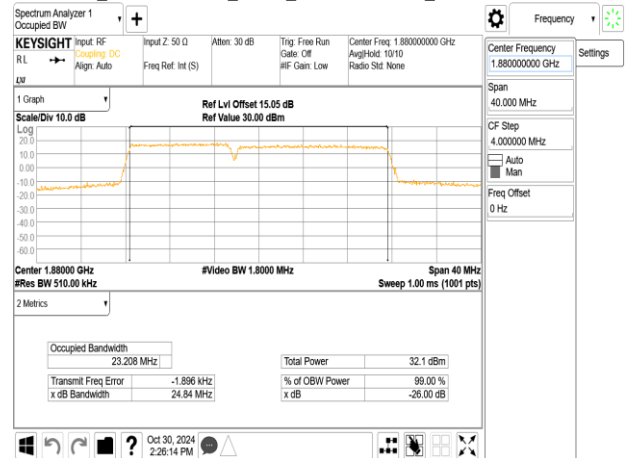 Spectrum Analyzer 1
Occupied BW
Frequency
KEYSIGHT
RL
LXI
Input: RF
Coupling: DC
Align: Auto
Input Z: 50 Ω
Freq Ref: Int (S)
Atten: 30 dB
Trig: Free Run
Gate: Off
#IF Gain: Low
Center Freq: 1.880000000 GHz
Avg|Hold: 10/10
Radio Std: None
Center Frequency
1.880000000 GHz
Settings
Span
40.000 MHz
CF Step
4.000000 MHz
Auto
Man
Freq Offset
0 Hz
1 Graph
Scale/Div 10.0 dB
Ref Lvl Offset 15.05 dB
Ref Value 30.00 dBm
Log
20.0
10.0
0.00
-10.0
-20.0
-30.0
-40.0
-50.0
-60.0
Center 1.88000 GHz
#Video BW 1.8000 MHz
Span 40 MHz
#Res BW 510.00 kHz
Sweep 1.00 ms (1001 pts)
2 Metrics
Occupied Bandwidth
23.208 MHz
Total Power 32.1 dBm
Transmit Freq Error -1.896 kHz
% of OBW Power 99.00 %
x dB Bandwidth 24.84 MHz
x dB -26.00 dB
?
Oct 30, 2024
2:26:14 PM